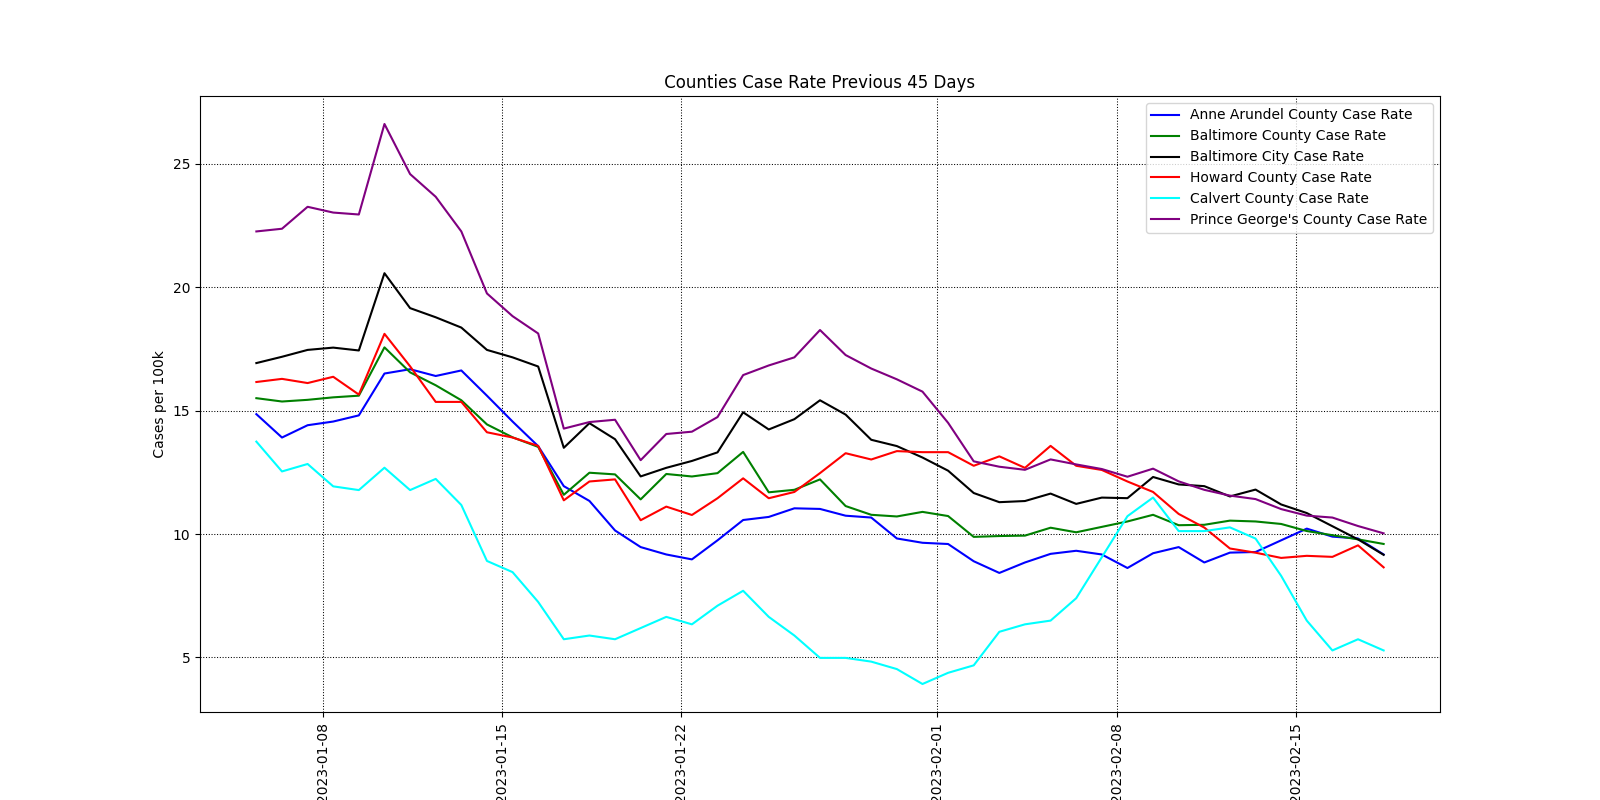 Counties Case Rate Previous 45 Days
Anne Arundel County Case Rate
Baltimore County Case Rate
Baltimore City Case Rate
Howard County Case Rate
Calvert County Case Rate
Prince George's County Case Rate
Cases per 100k
25
20
15
10
5
2023-01-08
2023-01-15
2023-01-22
2023-02-01
2023-02-08
2023-02-15